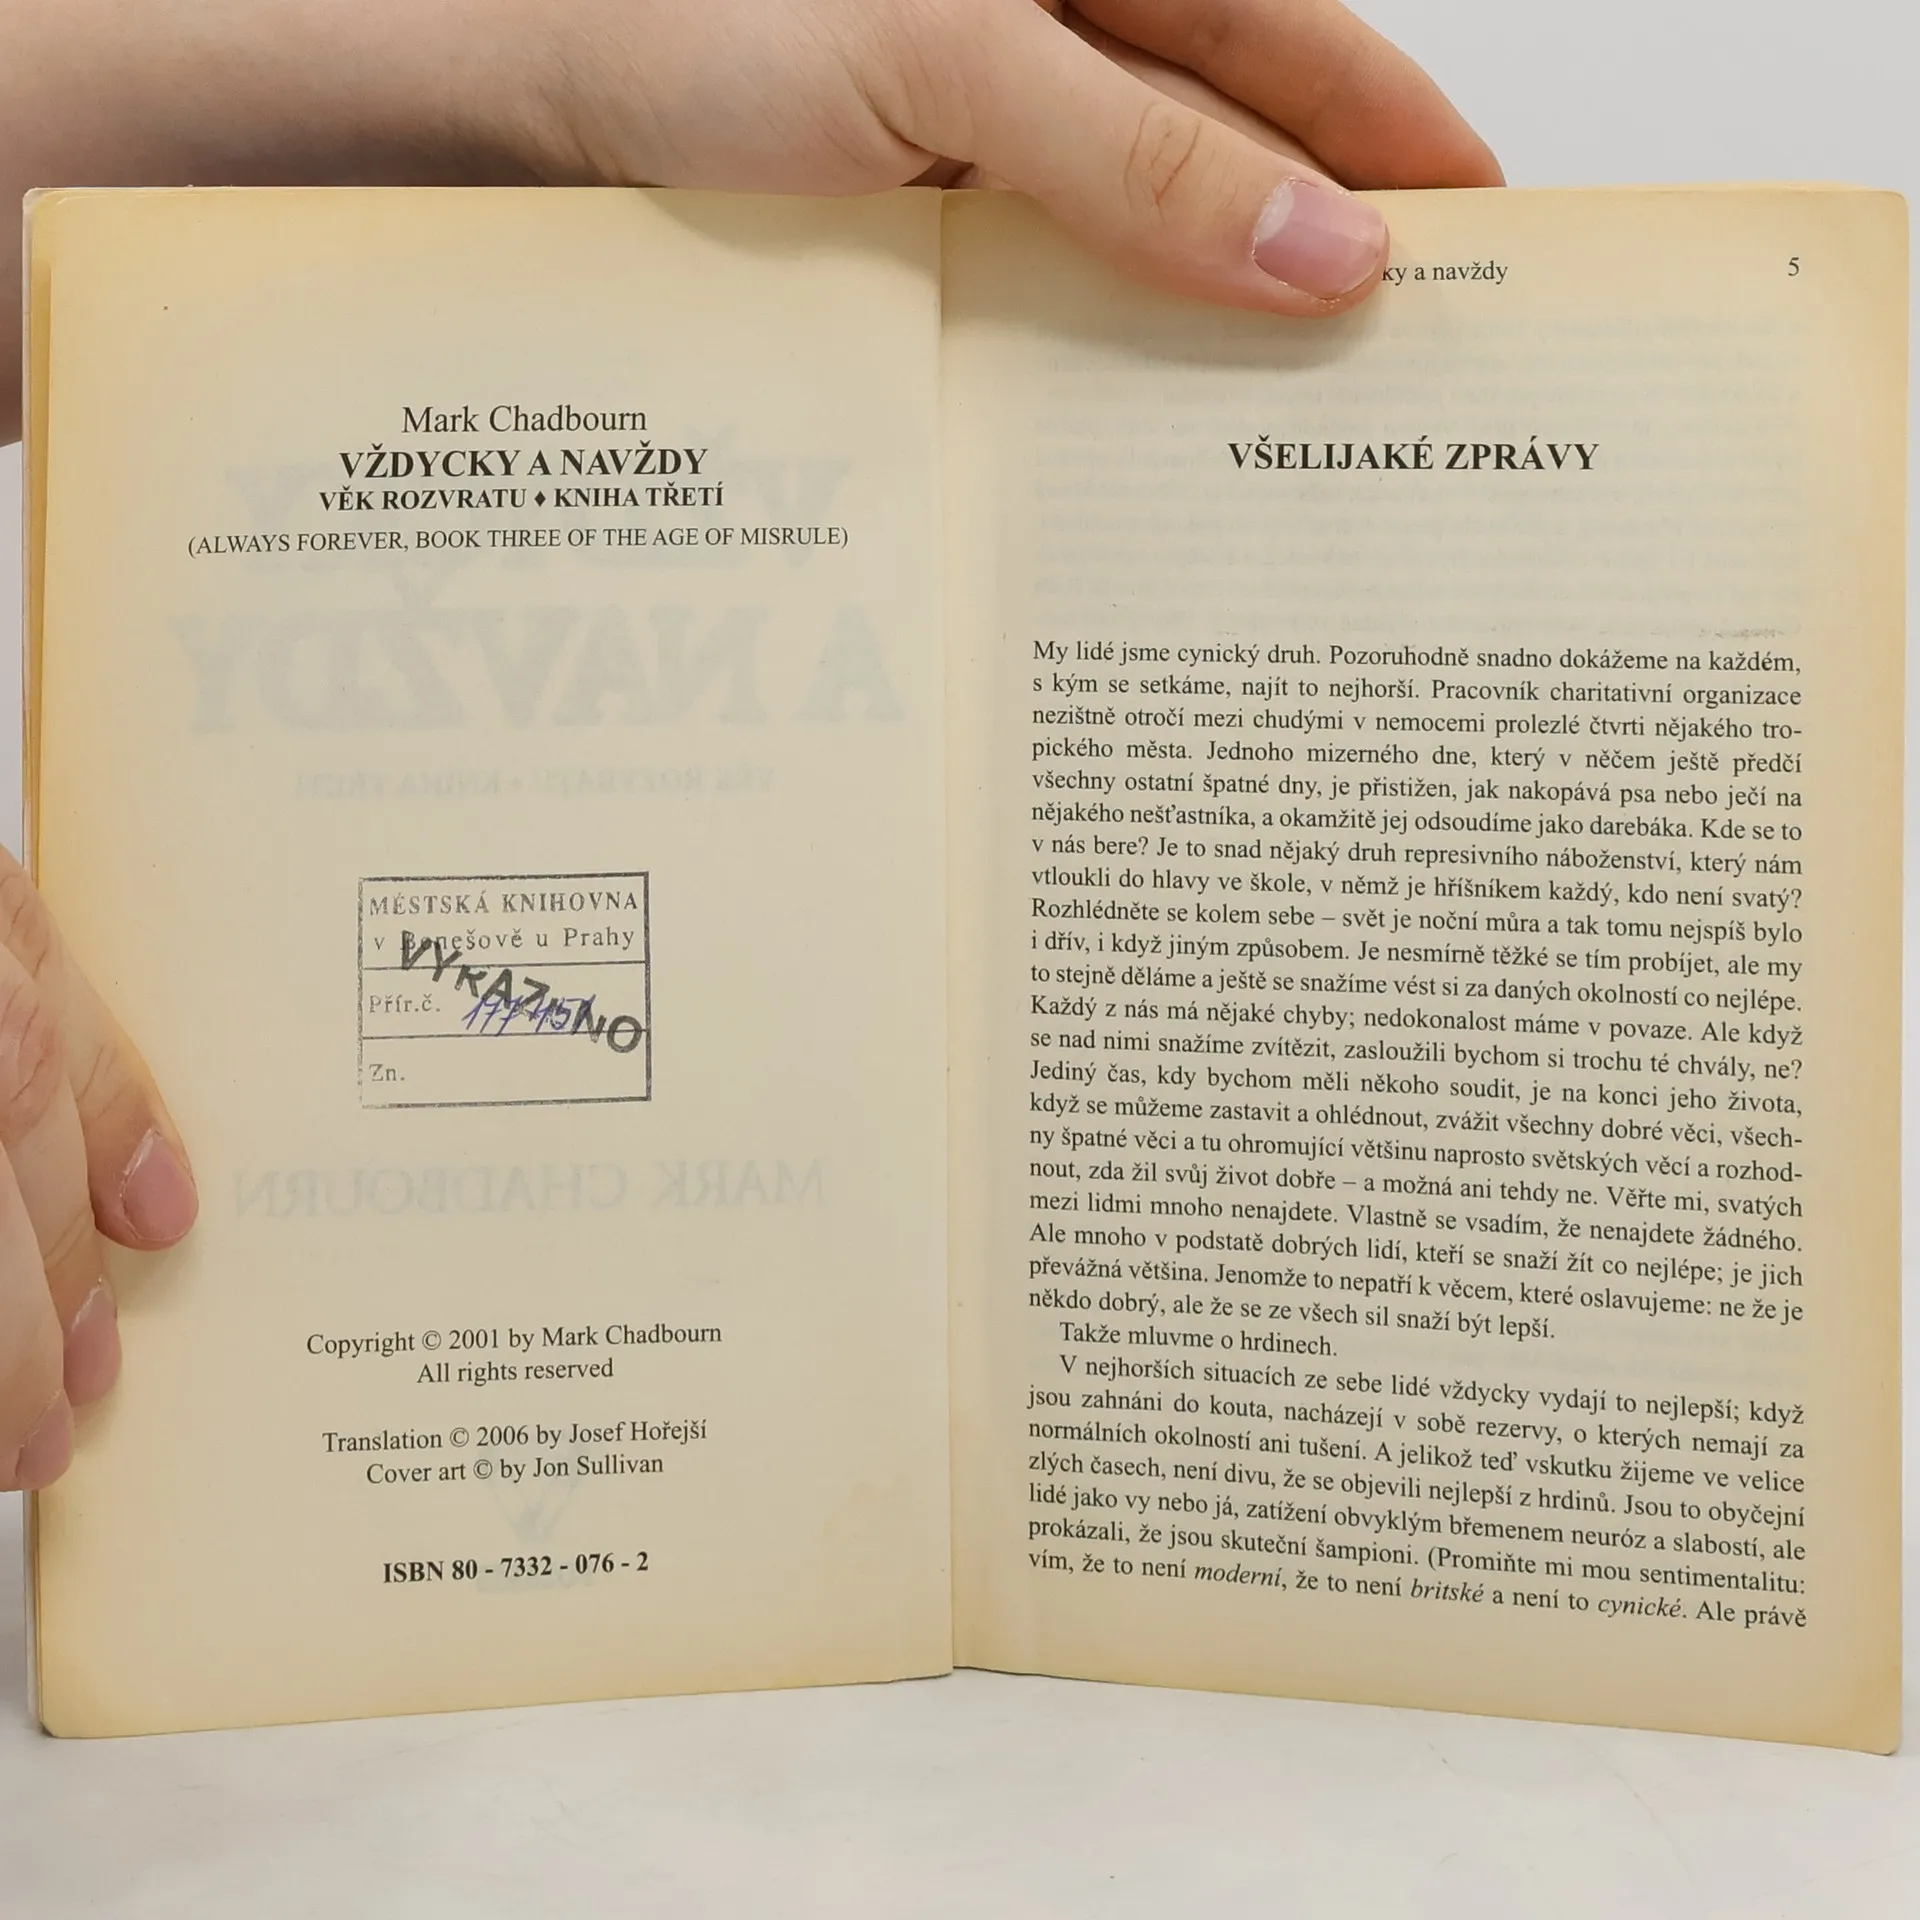 Mark Chadbourn
VŽDYCKY A NAVŽDY
VĚK ROZVRATU ♦ KNIHA TŘETÍ
(ALWAYS FOREVER, BOOK THREE OF THE AGE OF MISRULE)
MĚSTSKÁ KNIHOVNA
v Benešově u Prahy
VYŘAZENO
Přír.č.
Zn.
Copyright © 2001 by Mark Chadbourn
All rights reserved
Translation © 2006 by Josef Hořejší
Cover art © by Jon Sullivan
ISBN 80 - 7332 - 076 - 2
ky a navždy 5
VŠELIJAKÉ ZPRÁVY
My lidé jsme cynický druh. Pozoruhodně snadno dokážeme na každém,
s kým se setkáme, najít to nejhorší. Pracovník charitativní organizace
nezištně otročí mezi chudými v nemocemi prolezlé čtvrti nějakého tro-
pického města. Jednoho mizerného dne, který v něčem ještě předčí
všechny ostatní špatné dny, je přistižen, jak nakopává psa nebo ječí na
nějakého nešťastníka, a okamžitě jej odsoudíme jako darebáka. Kde se to
v nás bere? Je to snad nějaký druh represivního náboženství, který nám
vtloukli do hlavy ve škole, v němž je hříšníkem každý, kdo není svatý?
Rozhlédněte se kolem sebe – svět je noční můra a tak tomu nejspíš bylo
i dřív, i když jiným způsobem. Je nesmírně těžké se tím probíjet, ale my
to stejně děláme a ještě se snažíme vést si za daných okolností co nejlépe.
Každý z nás má nějaké chyby; nedokonalost máme v povaze. Ale když
se nad nimi snažíme zvítězit, zasloužili bychom si trochu té chvály, ne?
Jediný čas, kdy bychom měli někoho soudit, je na konci jeho života,
když se můžeme zastavit a ohlédnout, zvážit všechny dobré věci, všech-
ny špatné věci a tu ohromující většinu naprosto světských věcí a rozhod-
nout, zda žil svůj život dobře – a možná ani tehdy ne. Věřte mi, svatých
mezi lidmi mnoho nenajdete. Vlastně se vsadím, že nenajdete žádného.
Ale mnoho v podstatě dobrých lidí, kteří se snaží žít co nejlépe; je jich
převážná většina. Jenomže to nepatří k věcem, které oslavujeme: ne že je
někdo dobrý, ale že se ze všech sil snaží být lepší.
Takže mluvme o hrdinech.
V nejhorších situacích ze sebe lidé vždycky vydají to nejlepší; když
jsou zahnáni do kouta, nacházejí v sobě rezervy, o kterých nemají za
normálních okolností ani tušení. A jelikož teď vskutku žijeme ve velice
zlých časech, není divu, že se objevili nejlepší z hrdinů. Jsou to obyčejní
lidé jako vy nebo já, zatížení obvyklým břemenem neuróz a slabostí, ale
prokázali, že jsou skuteční šampioni. (Promiňte mi mou sentimentalitu:
vím, že to není moderní, že to není britské a není to cynické. Ale právě